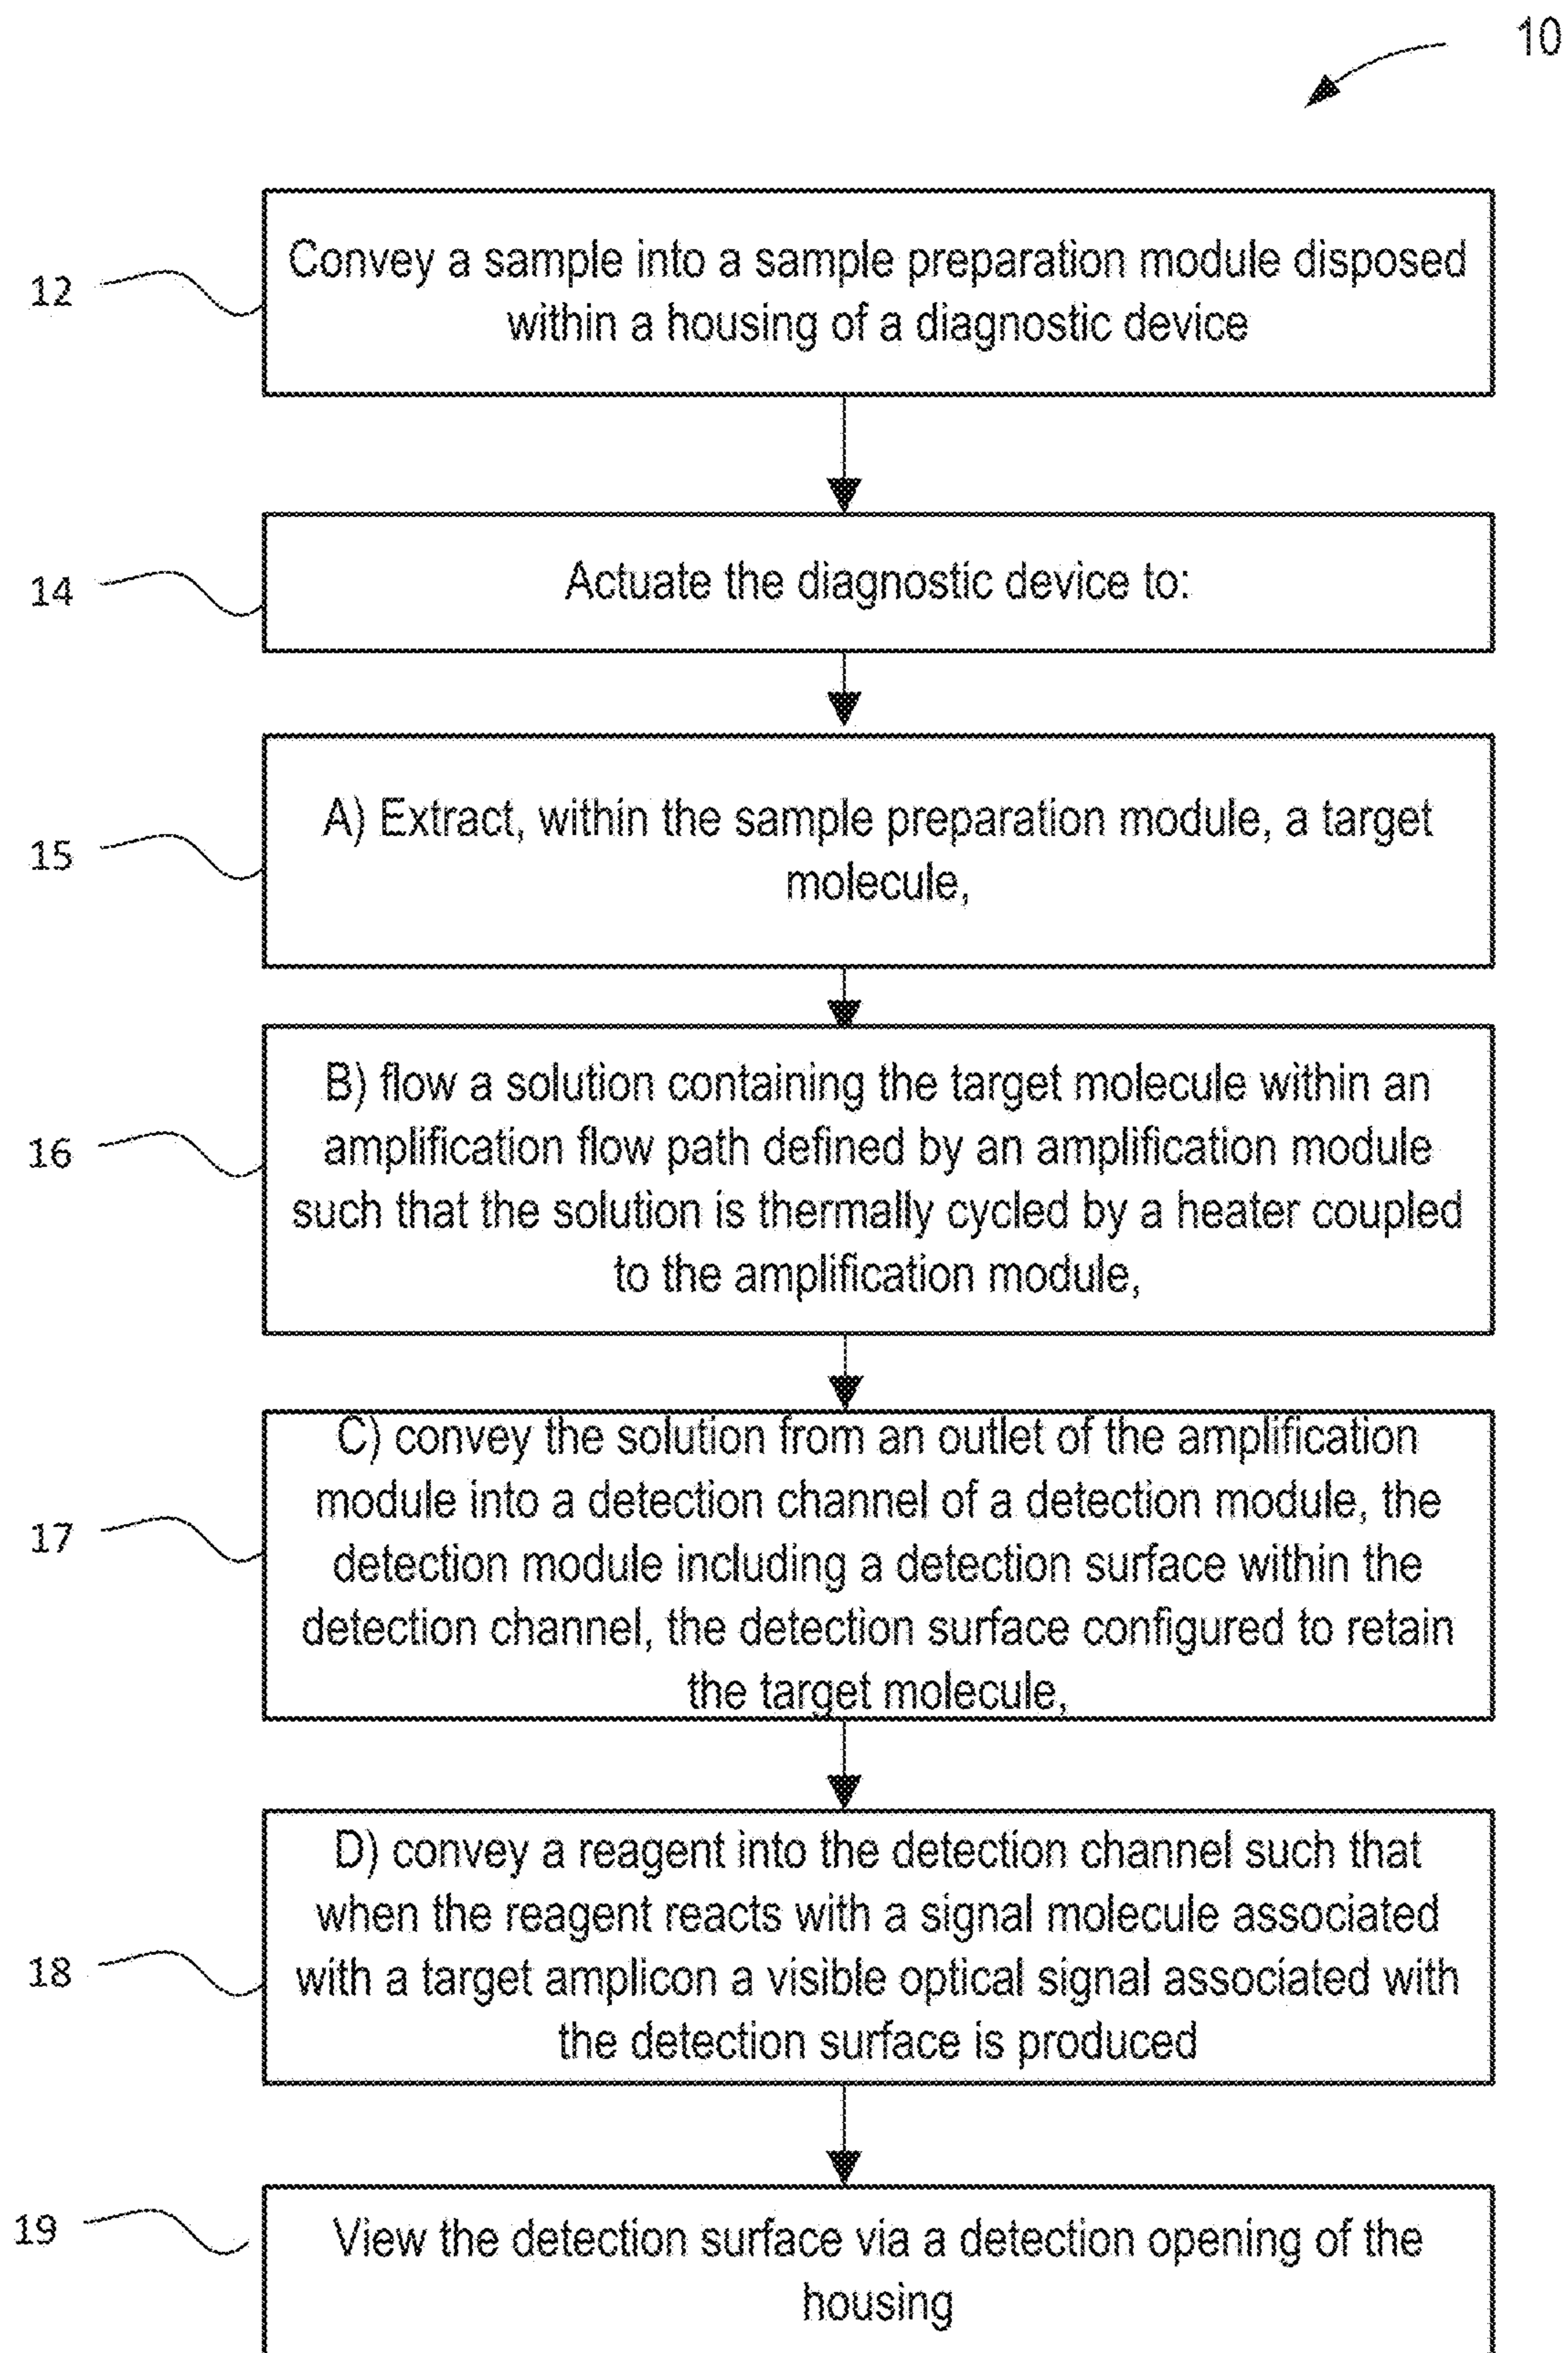 10
12
Convey a sample into a sample preparation module disposed
within a housing of a diagnostic device
14
Actuate the diagnostic device to:
15
A) Extract, within the sample preparation module, a target
molecule,
16
B) flow a solution containing the target molecule within an
amplification flow path defined by an amplification module
such that the solution is thermally cycled by a heater coupled
to the amplification module,
17
C) convey the solution from an outlet of the amplification
module into a detection channel of a detection module, the
detection module including a detection surface within the
detection channel, the detection surface configured to retain
the target molecule,
18
D) convey a reagent into the detection channel such that
when the reagent reacts with a signal molecule associated
with a target amplicon a visible optical signal associated with
the detection surface is produced
19
View the detection surface via a detection opening of the
housing